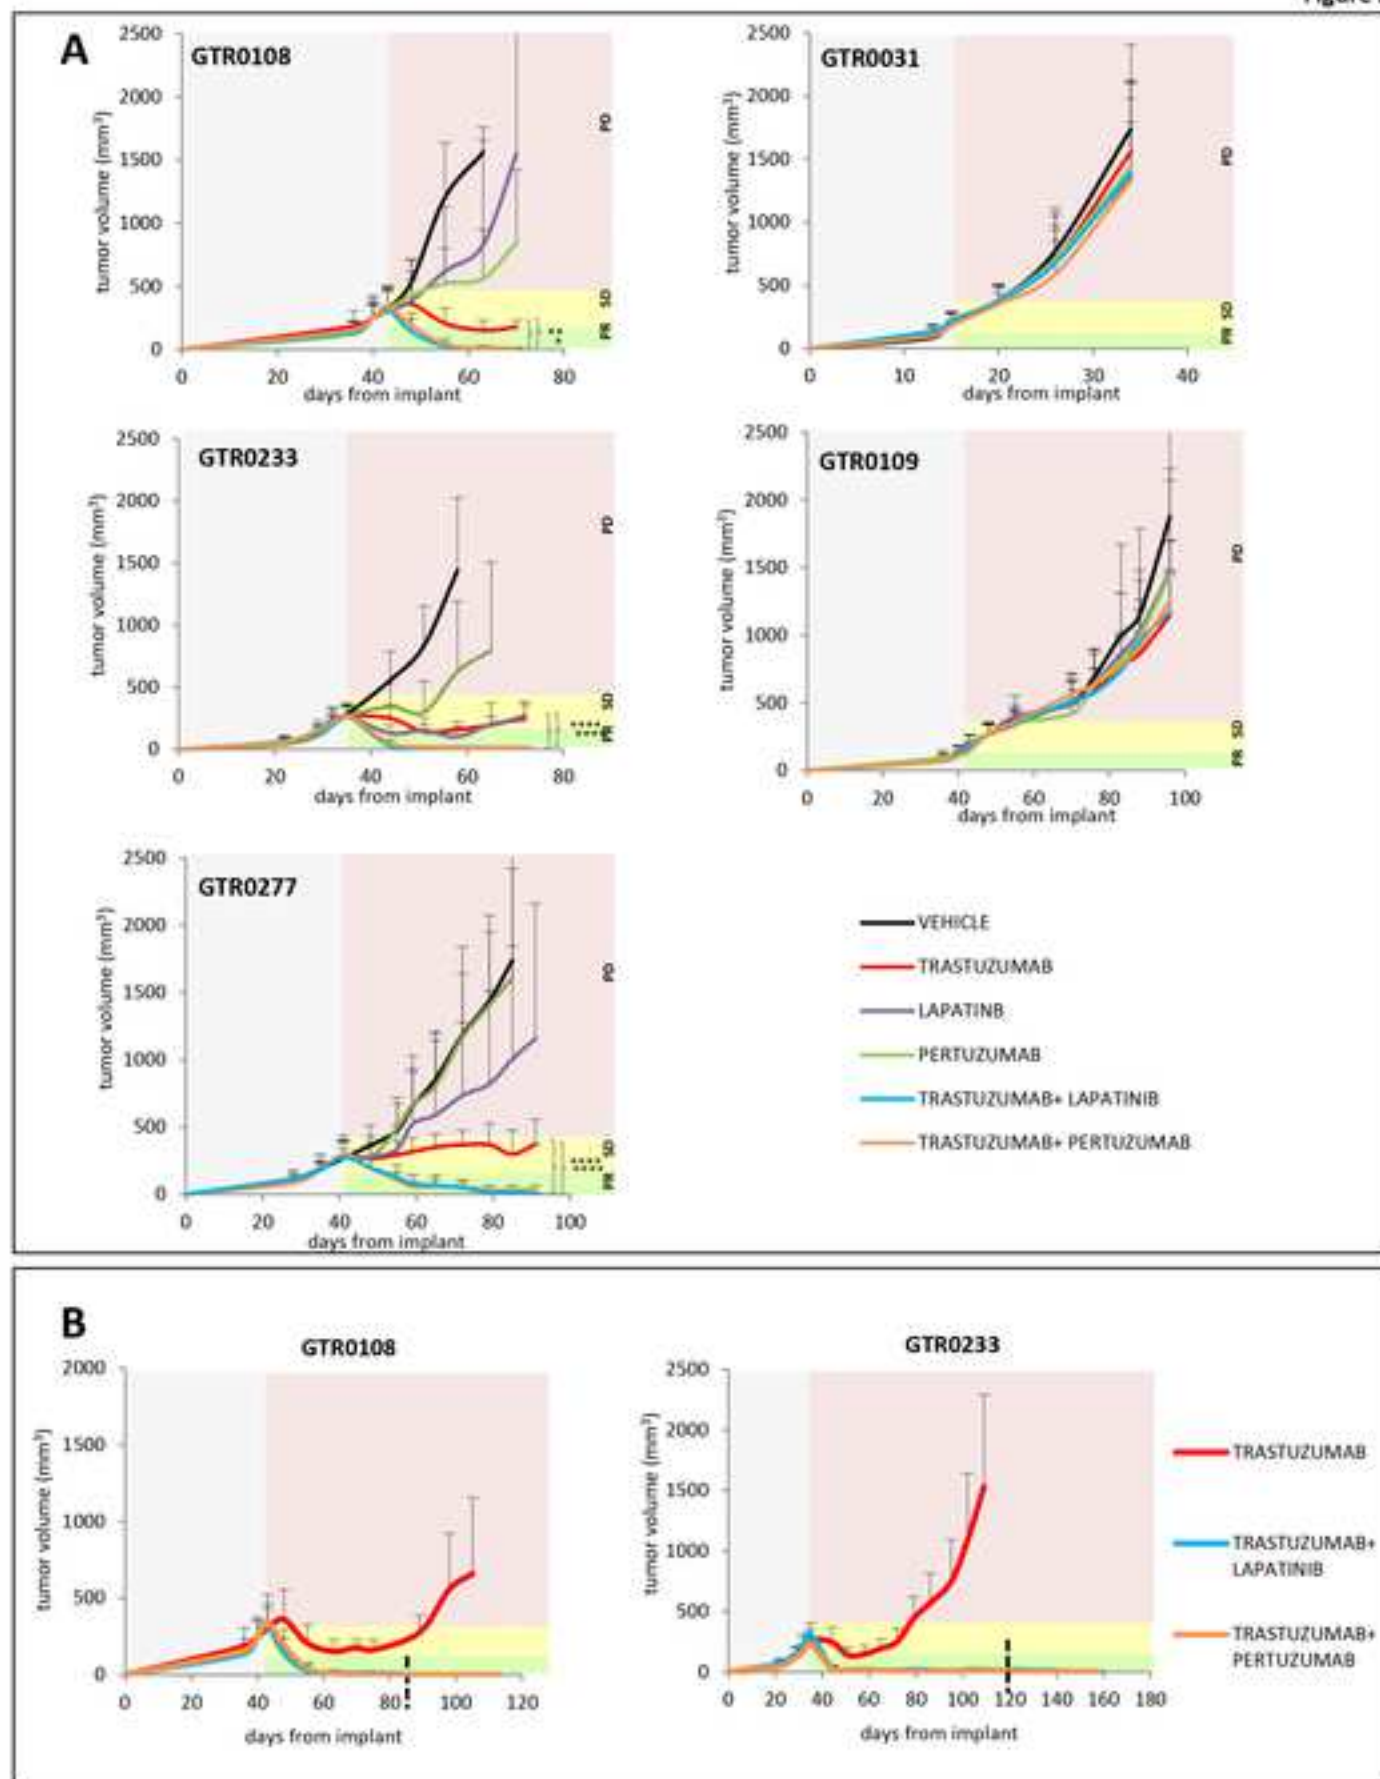 Figure
A
GTR0108
2500
2000
1500
1000
500
0
tumor volume (mm³)
PD
SD
PR
**
*
0 20 40 60 80
days from implant
GTR0031
2500
2000
1500
1000
500
0
tumor volume (mm³)
PD
SD
PR
0 10 20 30 40
days from implant
GTR0233
2500
2000
1500
1000
500
0
tumor volume (mm³)
PD
SD
PR
****
****
0 20 40 60 80
days from implant
GTR0109
2500
2000
1500
1000
500
0
tumor volume (mm³)
PD
SD
PR
0 20 40 60 80 100
days from implant
GTR0277
2500
2000
1500
1000
500
0
tumor volume (mm³)
PD
SD
PR
****
****
0 20 40 60 80 100
days from implant
VEHICLE
TRASTUZUMAB
LAPATINB
PERTUZUMAB
TRASTUZUMAB+ LAPATINIB
TRASTUZUMAB+ PERTUZUMAB
B
GTR0108
2000
1500
1000
500
0
tumor volume (mm³)
0 20 40 60 80 100 120
days from implant
GTR0233
2500
2000
1500
1000
500
0
tumor volume (mm³)
0 20 40 60 80 100 120 140 160 180
days from implant
TRASTUZUMAB
TRASTUZUMAB+
LAPATINIB
TRASTUZUMAB+
PERTUZUMAB